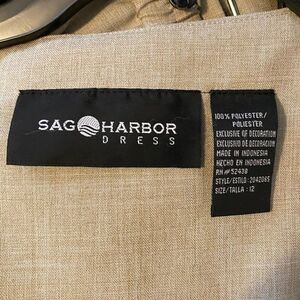 SAG HARBOR
DRESS
100% POLYESTER/
POLIESTER
EXCLUSIVE OF DECORATION
EXCLUSIVO DE DECORACION
MADE IN INDONESIA
HECHO EN INDONESIA
RN # 52438
STYLE/ESTILO: 2042065
SIZE/TALLA : 12